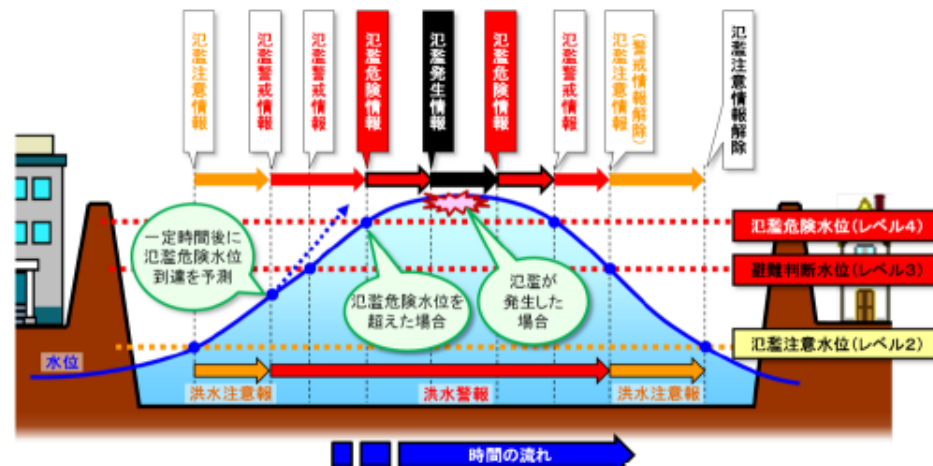 氾濫注意情報
氾濫警戒情報
氾濫警戒情報
氾濫危険情報
氾濫発生情報
氾濫危険情報
氾濫警戒情報
氾濫注意情報
(警戒情報解除)
氾濫注意情報解除
一定時間後に
氾濫危険水位
到達を予測
氾濫危険水位を
超えた場合
氾濫が
発生した
場合
氾濫危険水位(レベル4)
避難判断水位(レベル3)
氾濫注意水位(レベル2)
水位
洪水注意報
洪水警報
洪水注意報
時間の流れ